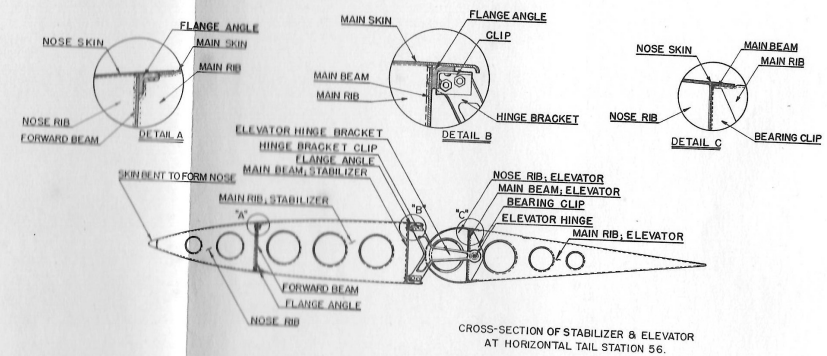 FLANGE ANGLE
NOSE SKIN
MAIN SKIN
MAIN RIB
NOSE RIB
FORWARD BEAM
DETAIL A
MAIN SKIN
FLANGE ANGLE
CLIP
MAIN BEAM
MAIN RIB
HINGE BRACKET
DETAIL B
NOSE SKIN
MAIN BEAM
MAIN RIB
NOSE RIB
BEARING CLIP
DETAIL C
ELEVATOR HINGE BRACKET
HINGE BRACKET CLIP
FLANGE ANGLE
MAIN BEAM; STABILIZER
SKIN BENT TO FORM NOSE
MAIN RIB; STABILIZER
"A"
"B"
"C"
NOSE RIB; ELEVATOR
MAIN BEAM; ELEVATOR
BEARING CLIP
ELEVATOR HINGE
MAIN RIB; ELEVATOR
FORWARD BEAM
FLANGE ANGLE
NOSE RIB
CROSS-SECTION OF STABILIZER & ELEVATOR
AT HORIZONTAL TAIL STATION 56.